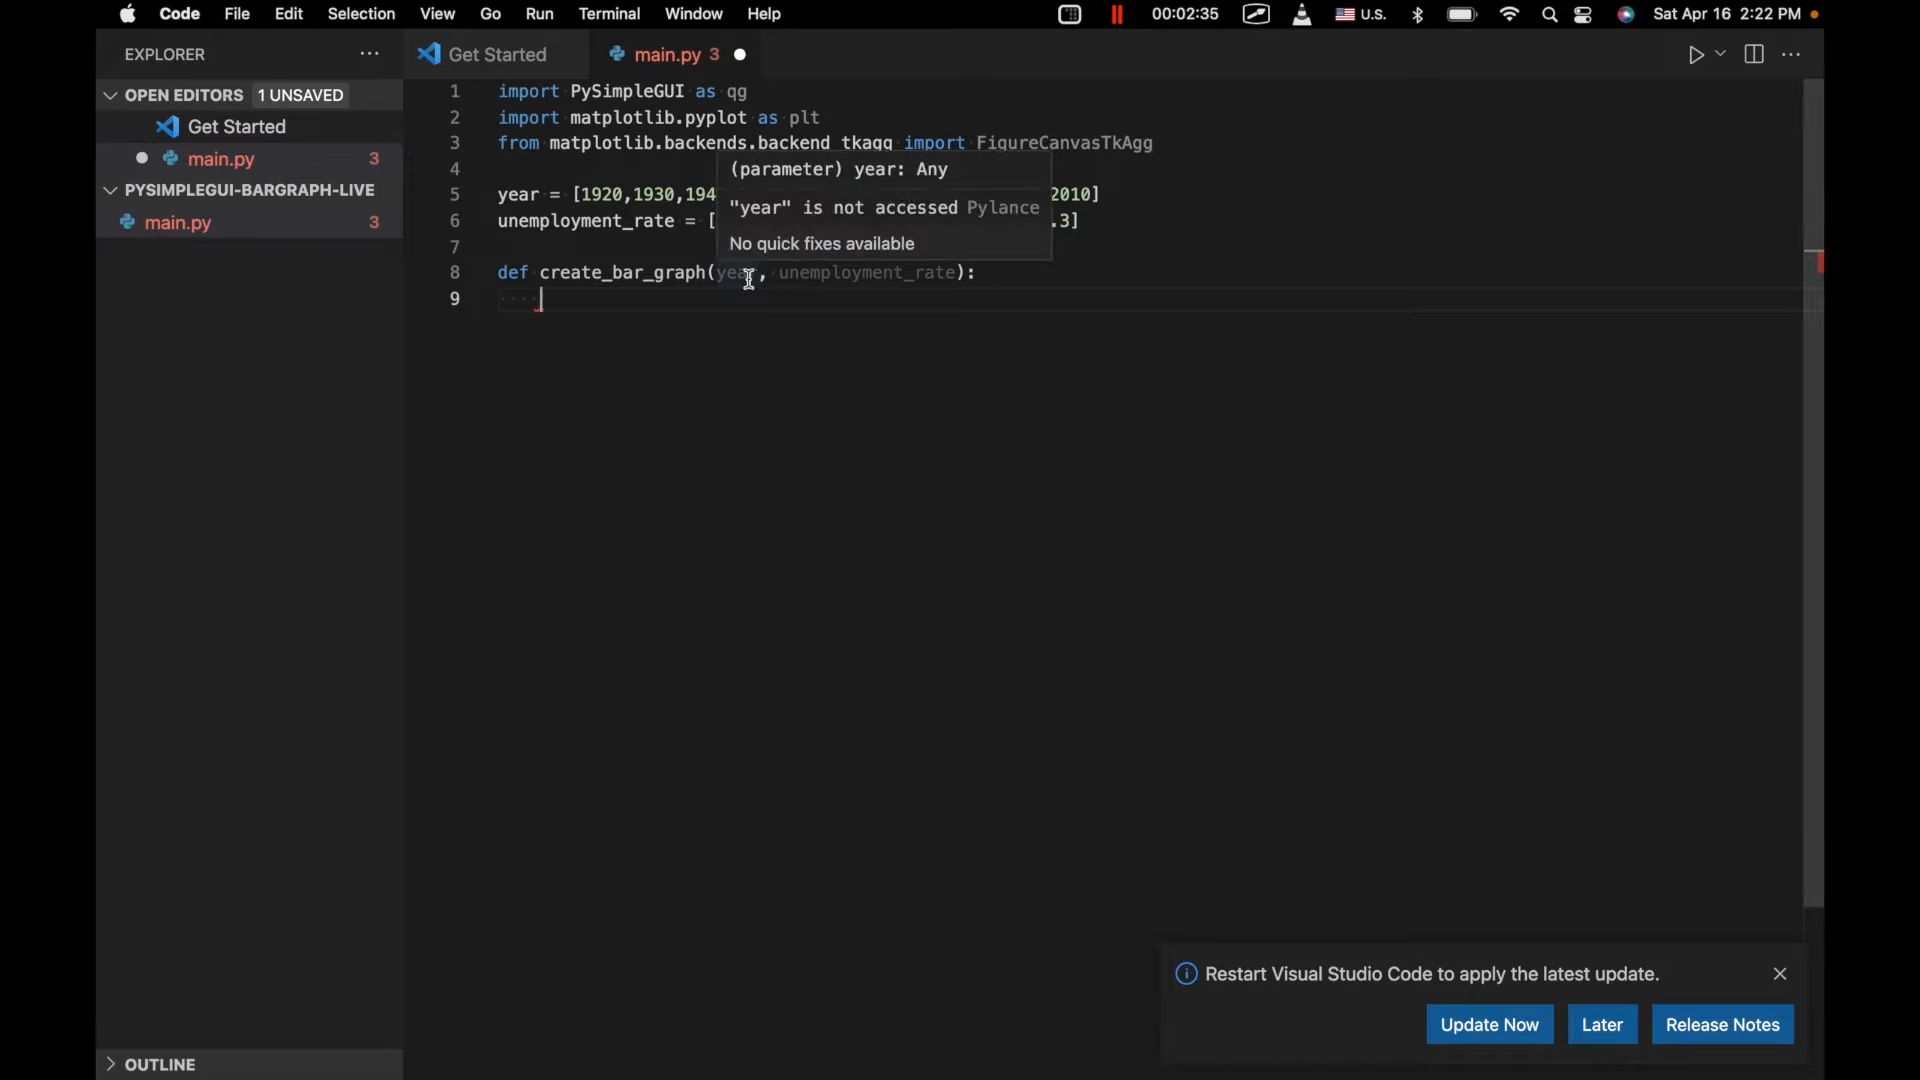 Code File Edit Selection View Go Run Terminal Window Help 00:02:35 U.S. Sat Apr 16 2:22 PM
EXPLORER
OPEN EDITORS 1 UNSAVED
Get Started
main.py 3
PYSIMPLEGUI-BARGRAPH-LIVE
main.py 3
OUTLINE
Get Started main.py 3
1 import PySimpleGUI as qg
2 import matplotlib.pyplot as plt
3 from matplotlib.backends.backend_tkagg import FigureCanvasTkAgg
4
5 year = [1920,1930,194 2010]
6 unemployment_rate = [ .3]
7
8 def create_bar_graph(year, unemployment_rate):
9
(parameter) year: Any
"year" is not accessed Pylance
No quick fixes available
Restart Visual Studio Code to apply the latest update.
Update Now Later Release Notes